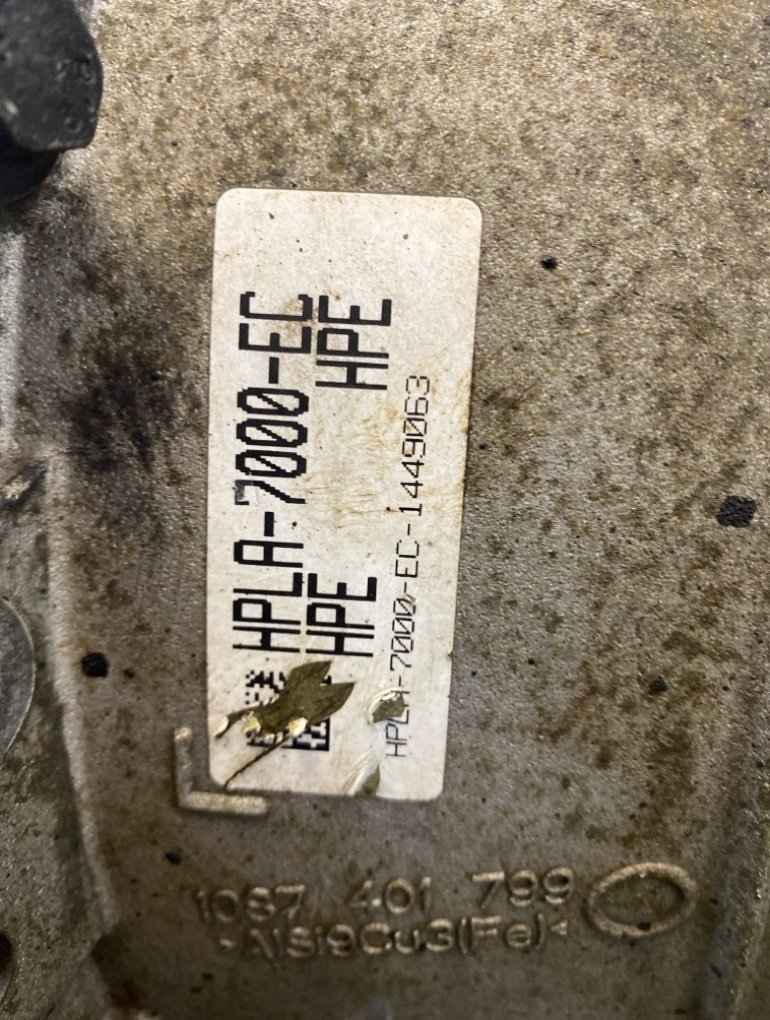 HPLA-7000-EC
HPE HPE
HPLA-7000-EC-1449063
1087 401 799
>AlSi9Cu3(Fe)<